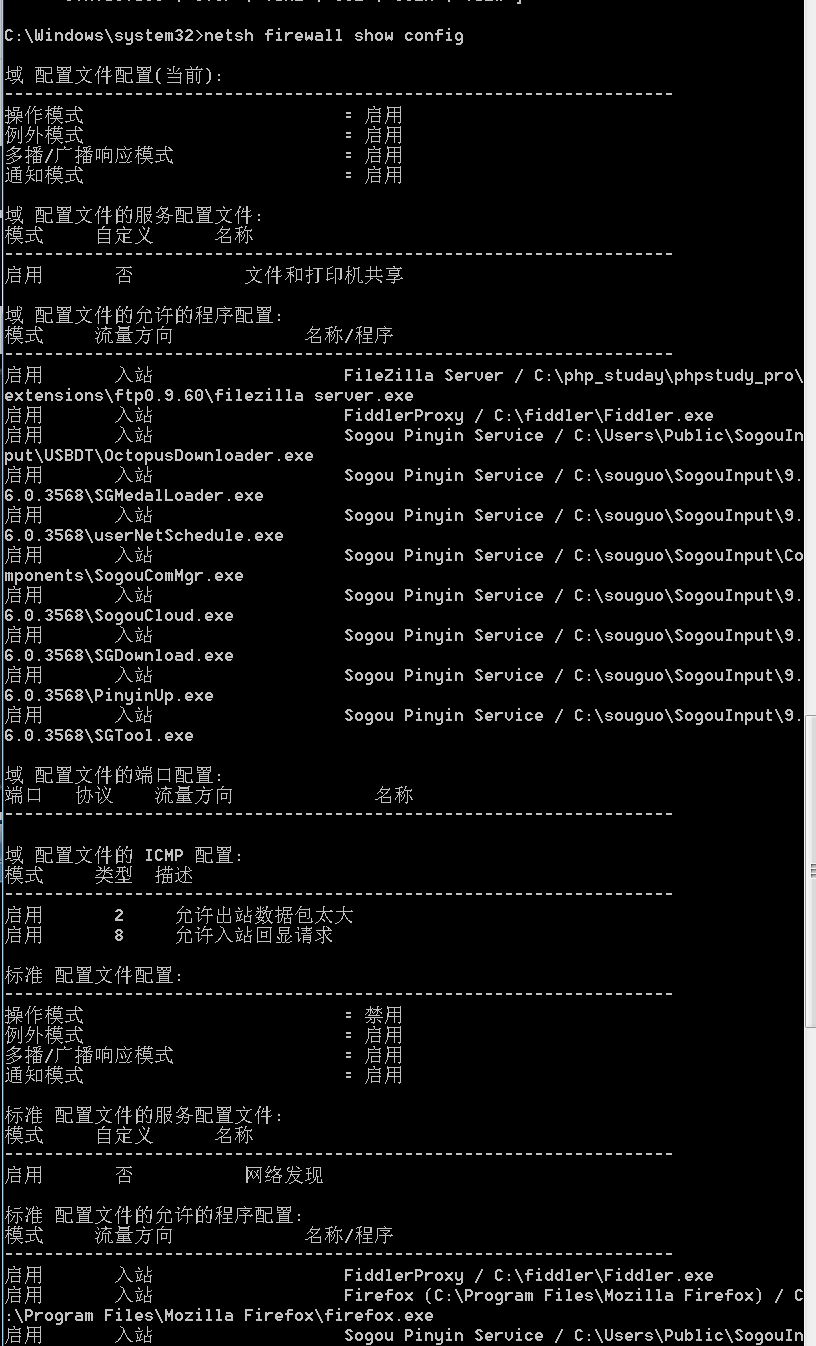 C:\Windows\system32>netsh firewall show config
域 配置文件配置(当前):
-------------------------------------------------------------------
操作模式 = 启用
例外模式 = 启用
多播/广播响应模式 = 启用
通知模式 = 启用
域 配置文件的服务配置文件:
模式 自定义 名称
-------------------------------------------------------------------
启用 否 文件和打印机共享
域 配置文件的允许的程序配置:
模式 流量方向 名称/程序
-------------------------------------------------------------------
启用 入站 FileZilla Server / C:\php_studay\phpstudy_pro\
extensions\ftp0.9.60\filezilla server.exe
启用 入站 FiddlerProxy / C:\fiddler\Fiddler.exe
启用 入站 Sogou Pinyin Service / C:\Users\Public\SogouIn
put\USBDT\OctopusDownloader.exe
启用 入站 Sogou Pinyin Service / C:\souguo\SogouInput\9.
6.0.3568\SGMedalLoader.exe
启用 入站 Sogou Pinyin Service / C:\souguo\SogouInput\9.
6.0.3568\userNetSchedule.exe
启用 入站 Sogou Pinyin Service / C:\souguo\SogouInput\Co
mponents\SogouComMgr.exe
启用 入站 Sogou Pinyin Service / C:\souguo\SogouInput\9.
6.0.3568\SogouCloud.exe
启用 入站 Sogou Pinyin Service / C:\souguo\SogouInput\9.
6.0.3568\SGDownload.exe
启用 入站 Sogou Pinyin Service / C:\souguo\SogouInput\9.
6.0.3568\PinyinUp.exe
启用 入站 Sogou Pinyin Service / C:\souguo\SogouInput\9.
6.0.3568\SGTool.exe
域 配置文件的端口配置:
端口 协议 流量方向 名称
-------------------------------------------------------------------
域 配置文件的 ICMP 配置:
模式 类型 描述
-------------------------------------------------------------------
启用 2 允许出站数据包太大
启用 8 允许入站回显请求
标准 配置文件配置:
-------------------------------------------------------------------
操作模式 = 禁用
例外模式 = 启用
多播/广播响应模式 = 启用
通知模式 = 启用
标准 配置文件的服务配置文件:
模式 自定义 名称
-------------------------------------------------------------------
启用 否 网络发现
标准 配置文件的允许的程序配置:
模式 流量方向 名称/程序
-------------------------------------------------------------------
启用 入站 FiddlerProxy / C:\fiddler\Fiddler.exe
启用 入站 Firefox (C:\Program Files\Mozilla Firefox) / C
:\Program Files\Mozilla Firefox\firefox.exe
启用 入站 Sogou Pinyin Service / C:\Users\Public\SogouIn